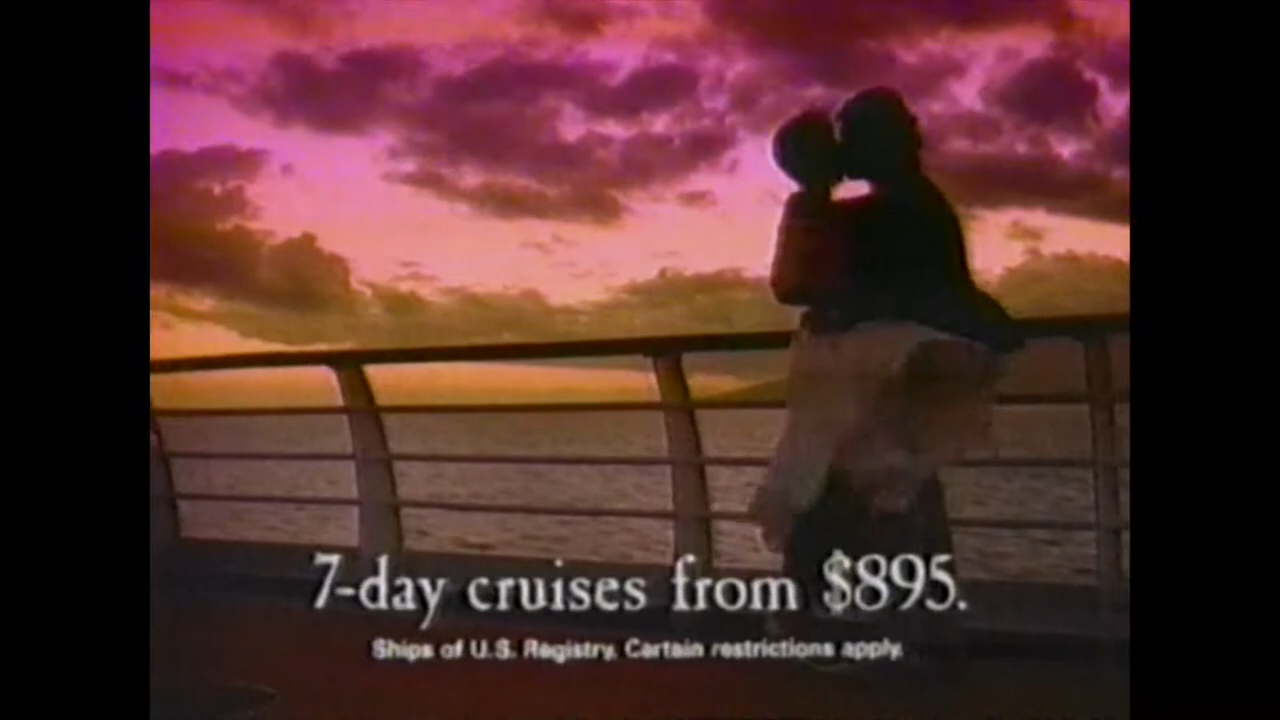 7-day cruises from $895.
Ships of U.S. Registry. Certain restrictions apply.